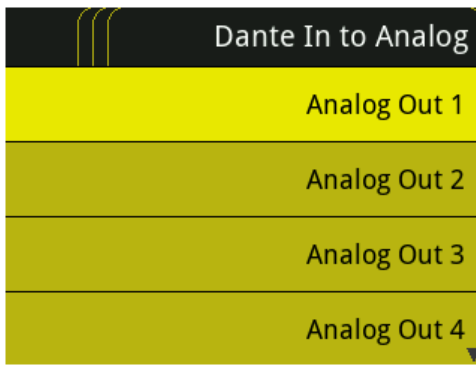 Dante In to Analog
Analog Out 1
Analog Out 2
Analog Out 3
Analog Out 4